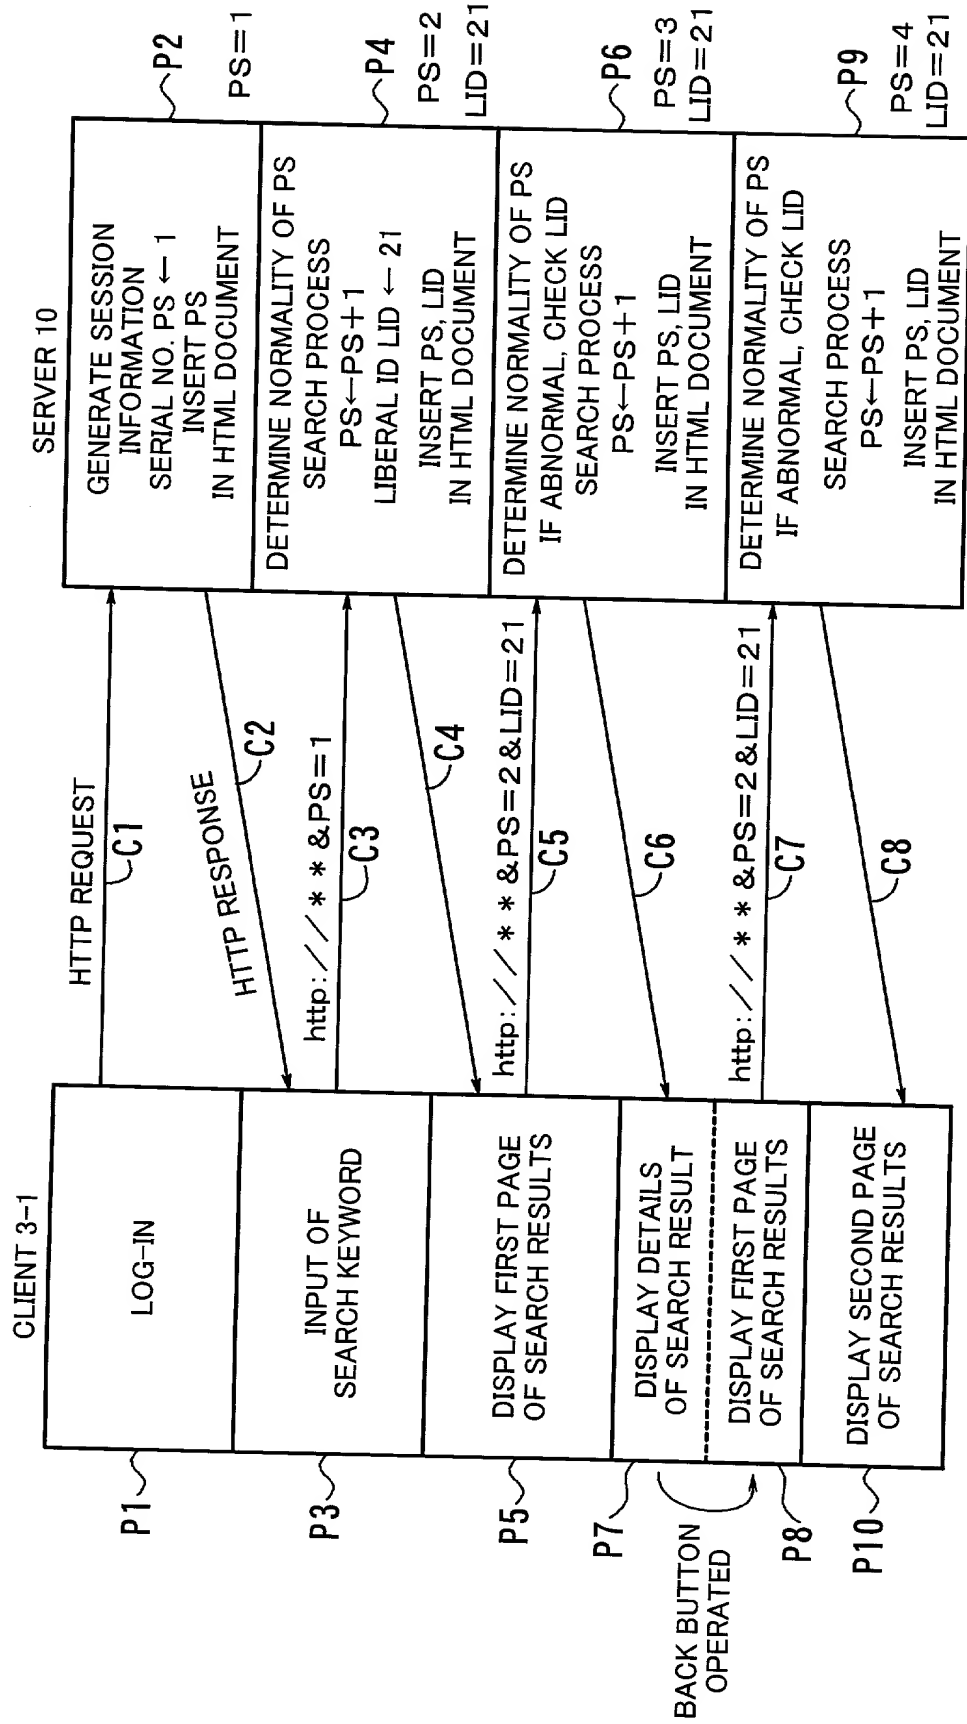 CLIENT 3-1
SERVER 10
P1
LOG-IN
HTTP REQUEST
C1
GENERATE SESSION
INFORMATION
SERIAL NO. PS ← 1
INSERT PS
IN HTML DOCUMENT
P2
PS=1
C2
HTTP RESPONSE
P3
INPUT OF
SEARCH KEYWORD
http://**&PS=1
C3
DETERMINE NORMALITY OF PS
SEARCH PROCESS
PS←PS+1
LIBERAL ID LID ← 21
INSERT PS, LID
IN HTML DOCUMENT
P4
PS=2
LID=21
C4
P5
DISPLAY FIRST PAGE
OF SEARCH RESULTS
http://**&PS=2&LID=21
C5
DETERMINE NORMALITY OF PS
IF ABNORMAL, CHECK LID
SEARCH PROCESS
PS←PS+1
INSERT PS, LID
IN HTML DOCUMENT
P6
PS=3
LID=21
C6
P7
DISPLAY DETAILS
OF SEARCH RESULT
BACK BUTTON
OPERATED
P8
DISPLAY FIRST PAGE
OF SEARCH RESULTS
http://**&PS=2&LID=21
C7
DETERMINE NORMALITY OF PS
IF ABNORMAL, CHECK LID
SEARCH PROCESS
PS←PS+1
INSERT PS, LID
IN HTML DOCUMENT
P9
PS=4
LID=21
C8
P10
DISPLAY SECOND PAGE
OF SEARCH RESULTS